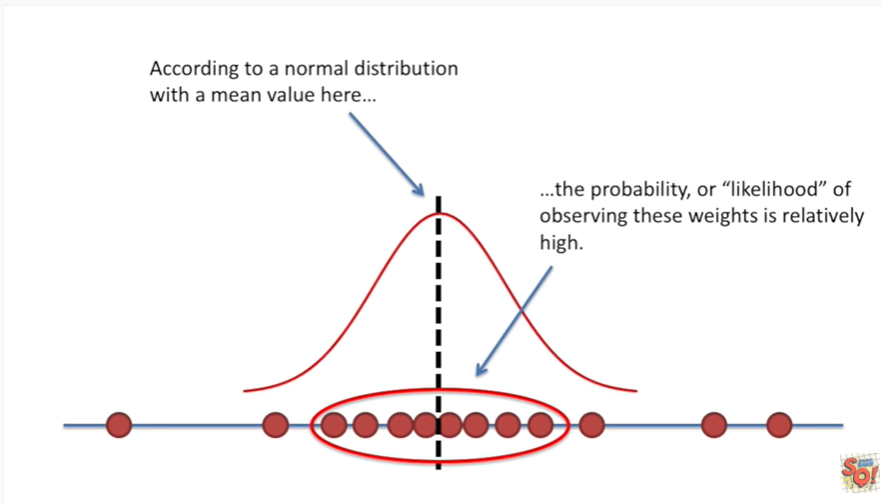 According to a normal distribution
with a mean value here...
...the probability, or “likelihood” of
observing these weights is relatively
high.
SQ!